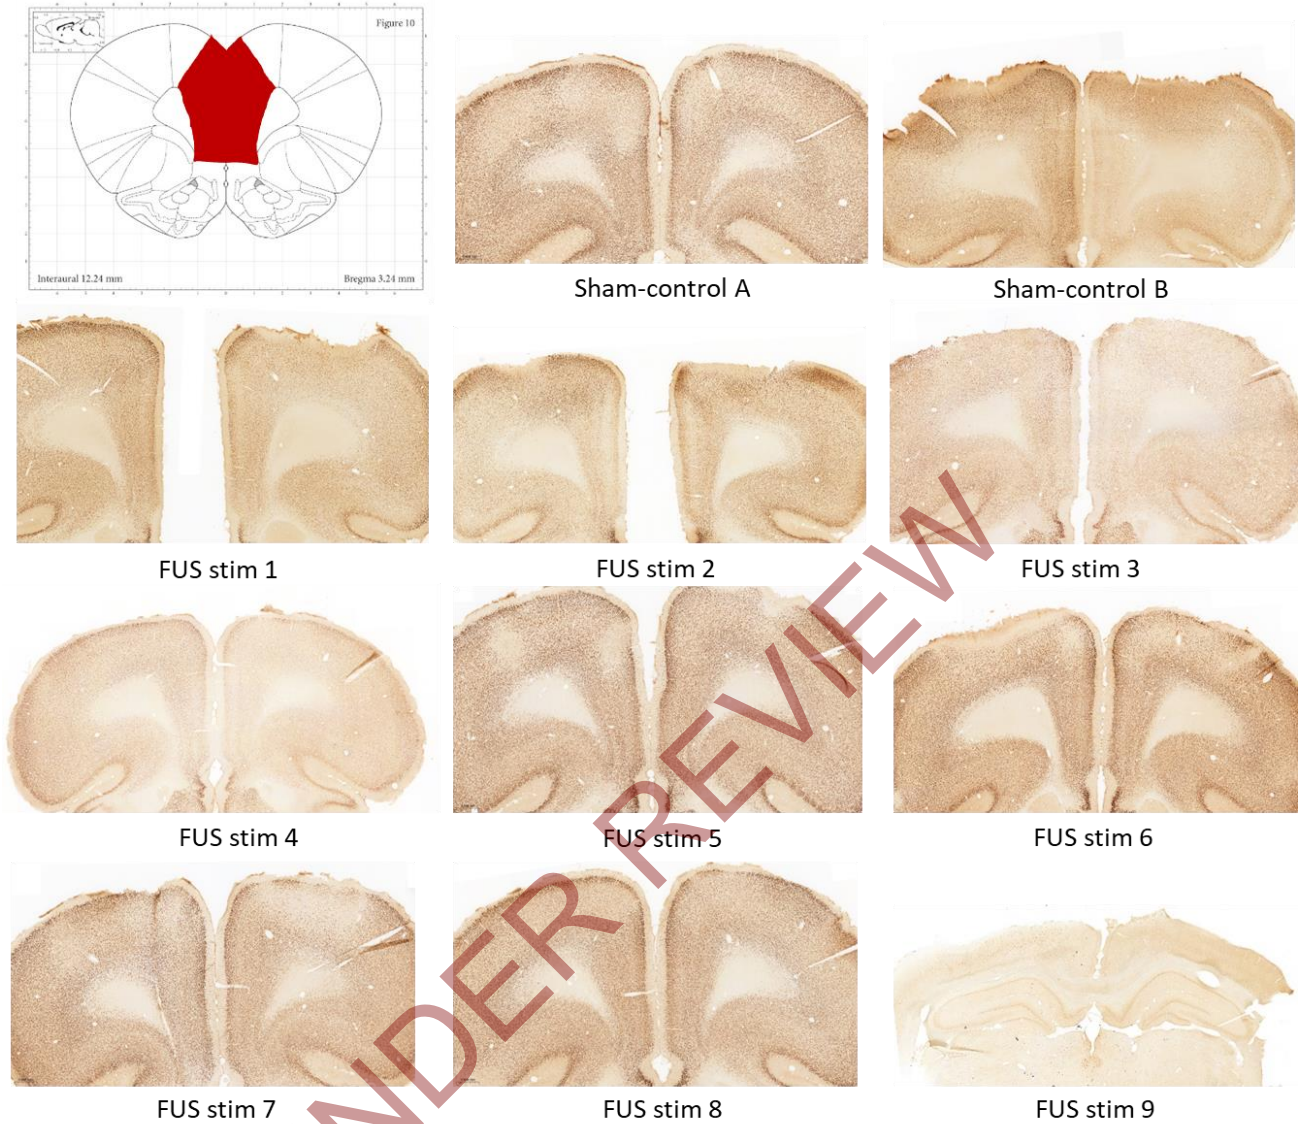 Figure 10
Interaural 12.24 mm
Bregma 3.24 mm
Sham-control A
Sham-control B
FUS stim 1
FUS stim 2
FUS stim 3
FUS stim 4
FUS stim 5
FUS stim 6
FUS stim 7
FUS stim 8
FUS stim 9
NDER REVIEW